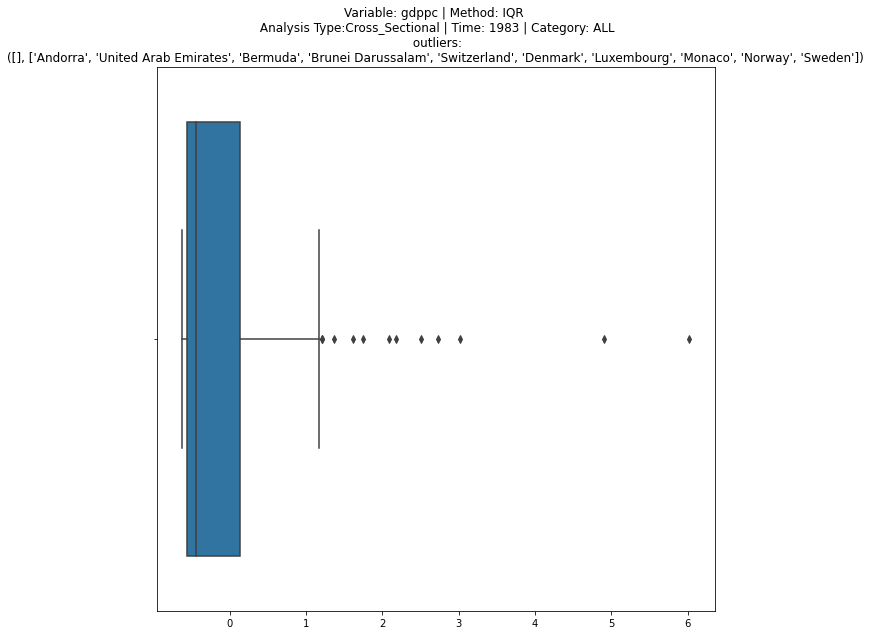 Variable: gdppc | Method: IQR
Analysis Type:Cross_Sectional | Time: 1983 | Category: ALL
outliers:
([], ['Andorra', 'United Arab Emirates', 'Bermuda', 'Brunei Darussalam', 'Switzerland', 'Denmark', 'Luxembourg', 'Monaco', 'Norway', 'Sweden'])
0 1 2 3 4 5 6